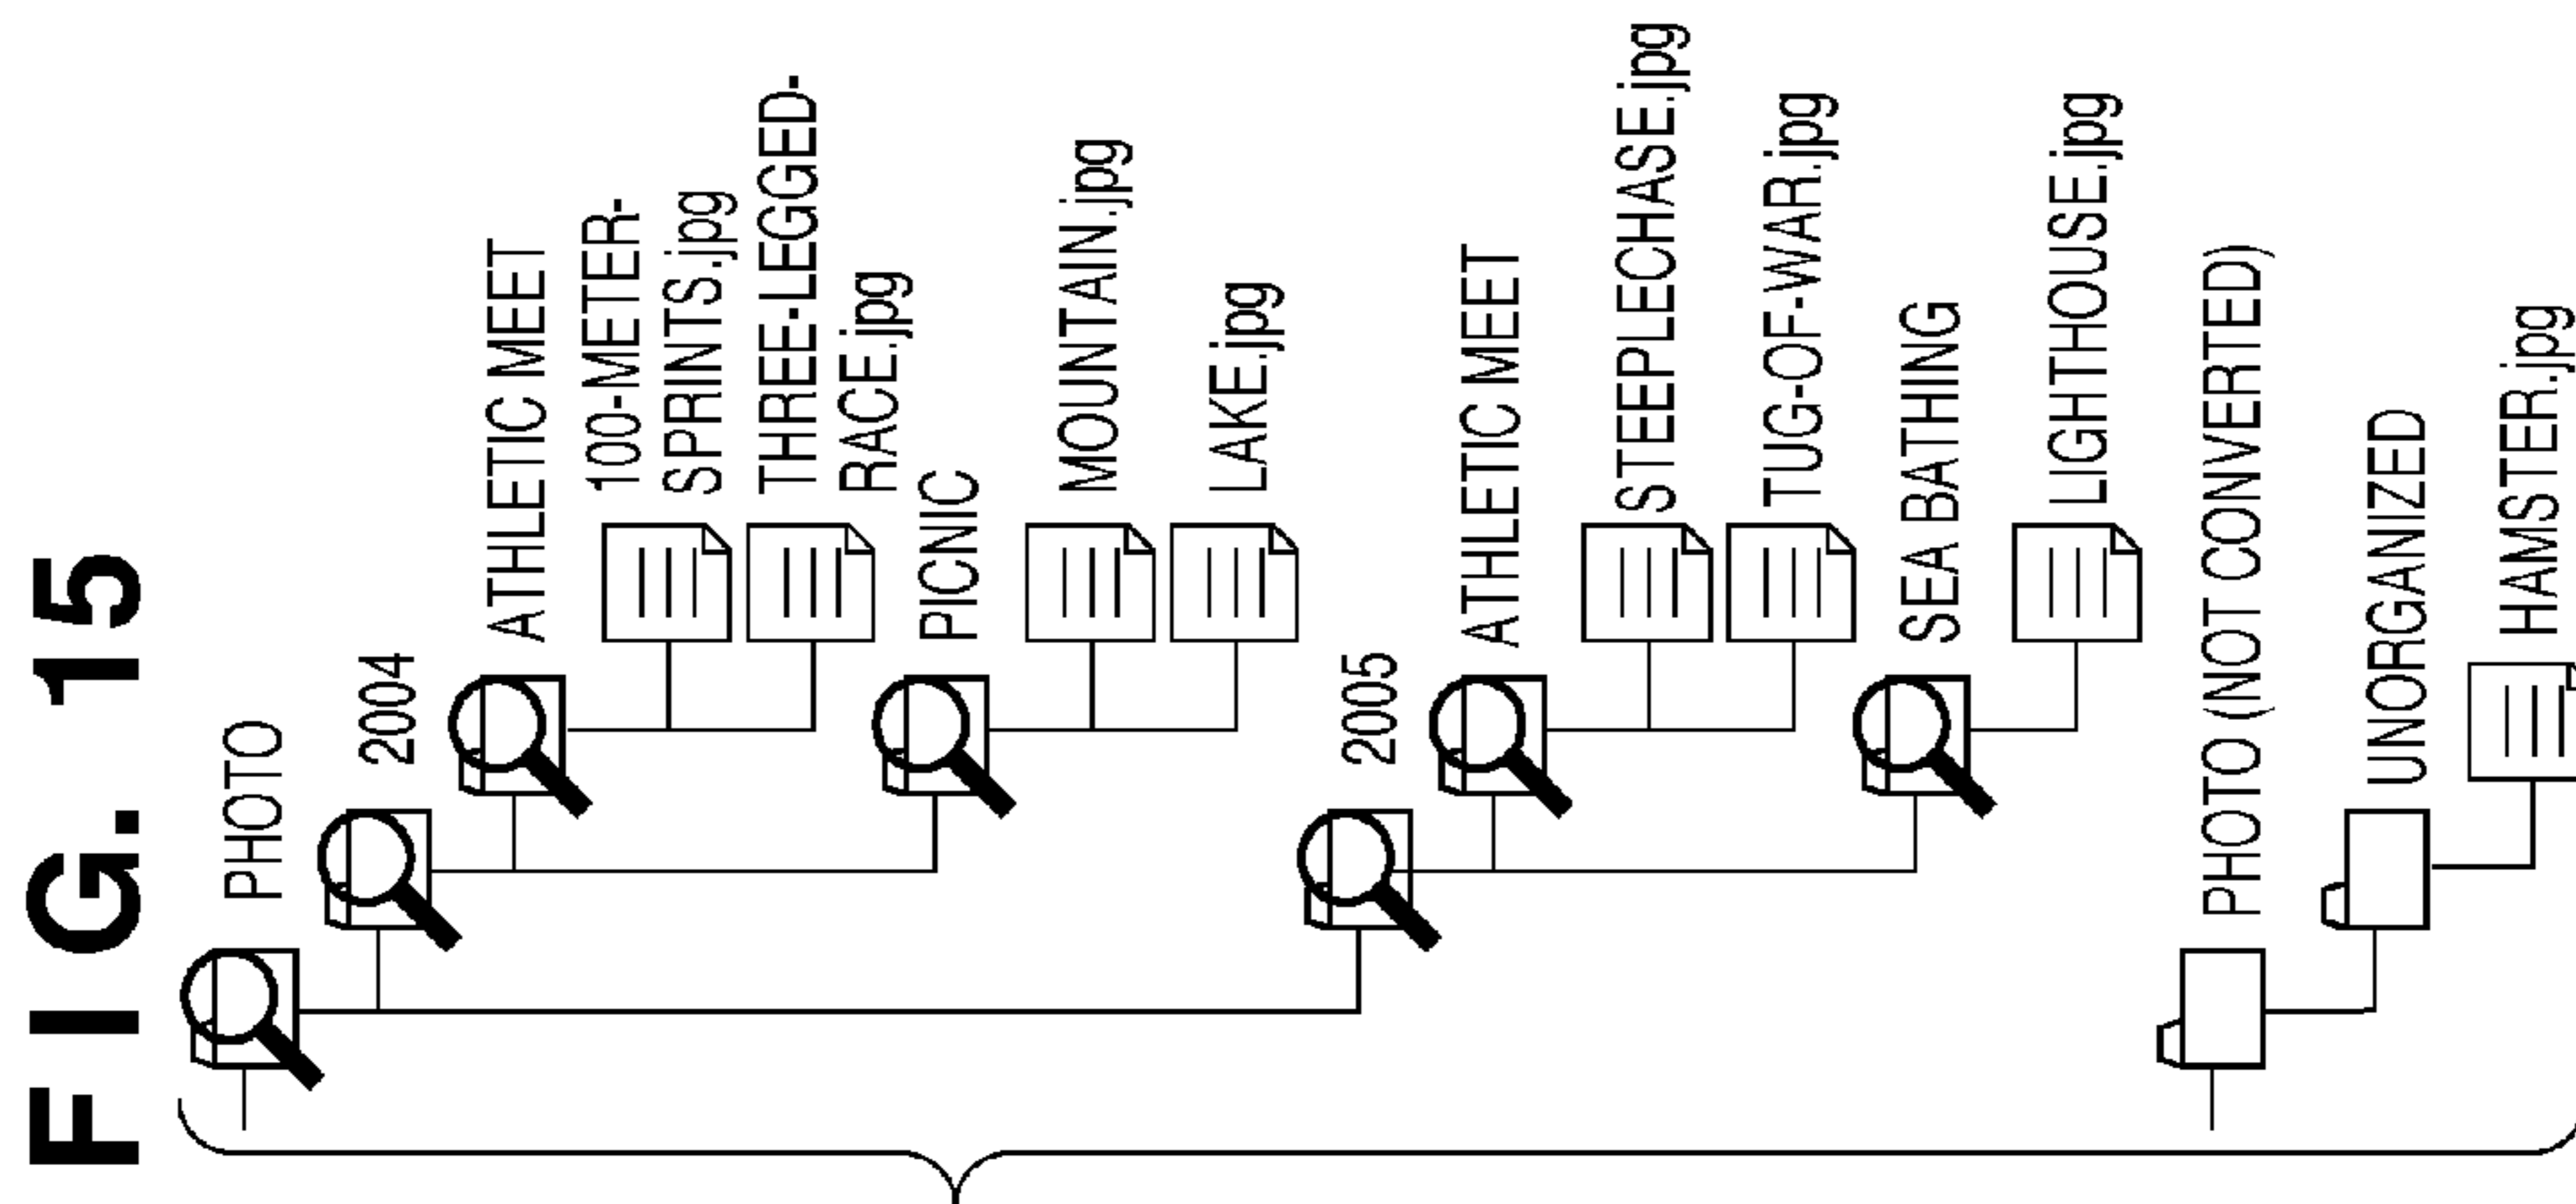 FIG. 15
PHOTO
2004
ATHLETIC MEET
100-METER-
SPRINTS.jpg
THREE-LEGGED-
RACE.jpg
PICNIC
MOUNTAIN.jpg
LAKE.jpg
2005
ATHLETIC MEET
STEEPLECHASE.jpg
TUG-OF-WAR.jpg
SEA BATHING
LIGHTHOUSE.jpg
PHOTO (NOT CONVERTED)
UNORGANIZED
HAMSTER.jpg